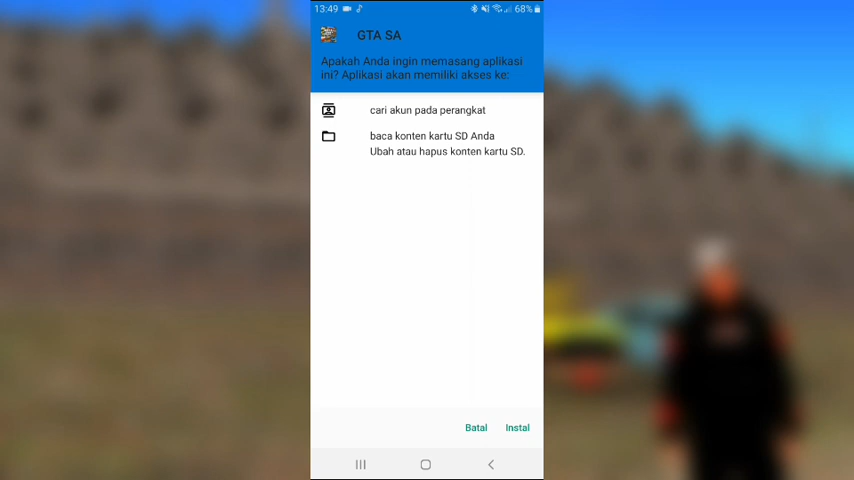 13:49
68%
GTA SA
Apakah Anda ingin memasang aplikasi
ini? Aplikasi akan memiliki akses ke:
cari akun pada perangkat
baca konten kartu SD Anda
Ubah atau hapus konten kartu SD.
Batal
Instal